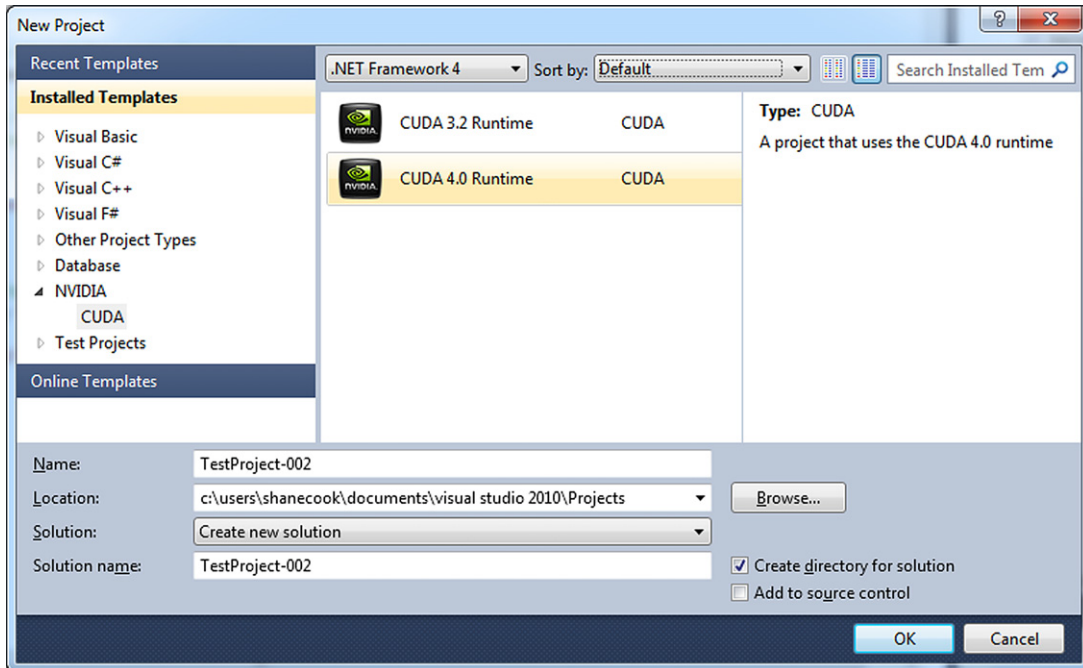 New Project
Recent Templates
Installed Templates
Visual Basic
Visual C#
Visual C++
Visual F#
Other Project Types
Database
NVIDIA
CUDA
Test Projects
Online Templates
.NET Framework 4 Sort by: Default Search Installed Tem
NVIDIA. CUDA 3.2 Runtime CUDA
NVIDIA. CUDA 4.0 Runtime CUDA
Type: CUDA
A project that uses the CUDA 4.0 runtime
Name: TestProject-002
Location: c:\users\shanecook\documents\visual studio 2010\Projects Browse...
Solution: Create new solution
Solution name: TestProject-002
Create directory for solution
Add to source control
OK Cancel